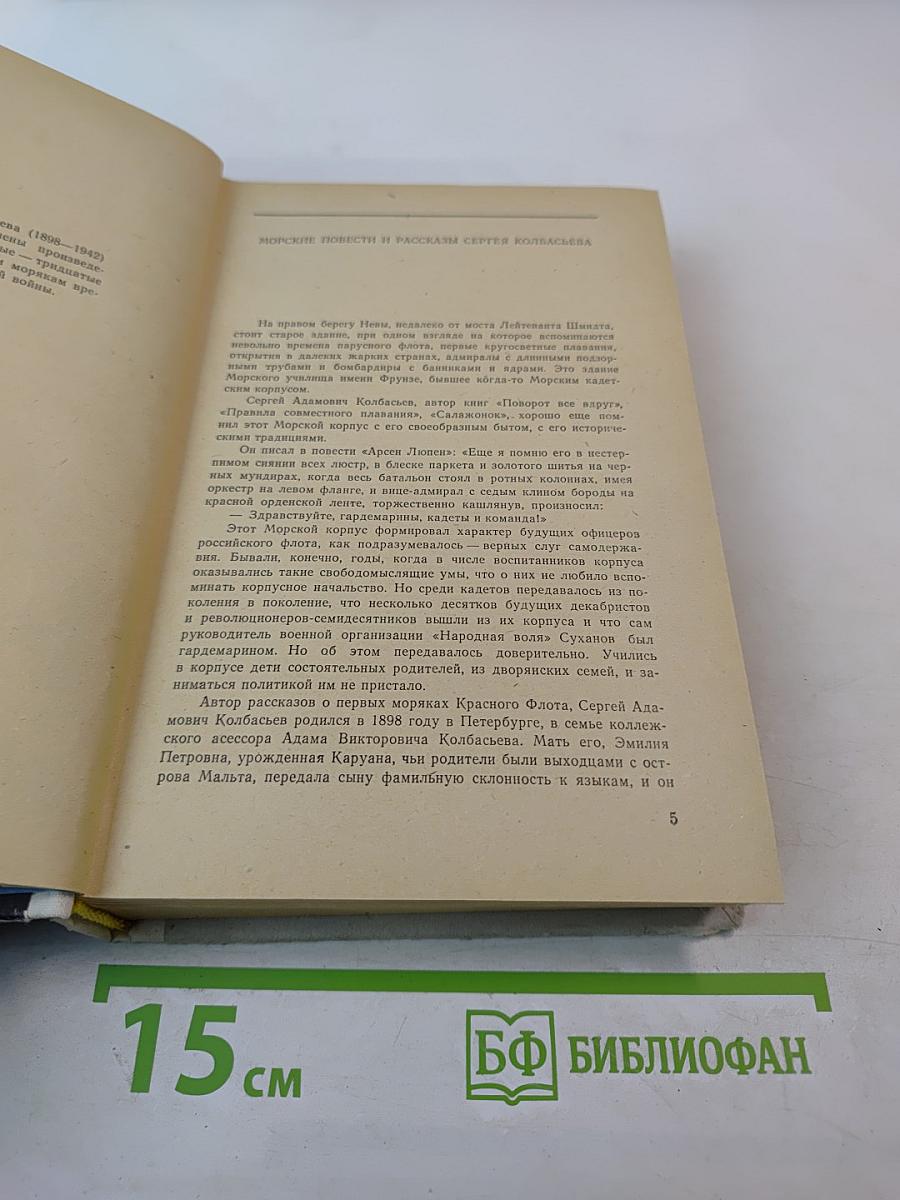 ева (1898—1942)
ены произведе-
ые — тридцатые
морякам вре-
й войны.
МОРСКИЕ ПОВЕСТИ И РАССКАЗЫ СЕРГЕЯ КОЛБАСЬЕВА
На правом берегу Невы, недалеко от моста Лейтенанта Шмидта,
стоит старое здание, при одном взгляде на которое вспоминаются
невольно времена парусного флота, первые кругосветные плавания,
открытия в далеких жарких странах, адмиралы с длинными подзор-
ными трубами и бомбардиры с банниками и ядрами. Это здание
Морского училища имени Фрунзе, бывшее когда-то Морским кадет-
ским корпусом.
Сергей Адамович Колбасьев, автор книг «Поворот все вдруг»,
«Правила совместного плавания», «Салажонок», хорошо еще пом-
нил этот Морской корпус с его своеобразным бытом, с его историче-
скими традициями.
Он писал в повести «Арсен Люпен»: «Еще я помню его в нестер-
пимом сиянии всех люстр, в блеске паркета и золотого шитья на чер-
ных мундирах, когда весь батальон стоял в ротных колоннах, имея
оркестр на левом фланге, и вице-адмирал с седым клином бороды на
красной орденской ленте, торжественно кашлянув, произносил:
— Здравствуйте, гардемарины, кадеты и команда!»
Этот Морской корпус формировал характер будущих офицеров
российского флота, как подразумевалось — верных слуг самодержа-
вия. Бывали, конечно, годы, когда в числе воспитанников корпуса
оказывались такие свободомыслящие умы, что о них не любило вспо-
минать корпусное начальство. Но среди кадетов передавалось из по-
коления в поколение, что несколько десятков будущих декабристов
и революционеров-семидесятников вышли из их корпуса и что сам
руководитель военной организации «Народная воля» Суханов был
гардемарином. Но об этом передавалось доверительно. Учились
в корпусе дети состоятельных родителей, из дворянских семей, и за-
ниматься политикой им не пристало.
Автор рассказов о первых моряках Красного Флота, Сергей Ада-
мович Колбасьев родился в 1898 году в Петербурге, в семье коллеж-
ского асессора Адама Викторовича Колбасьева. Мать его, Эмилия
Петровна, урожденная Каруана, чьи родители были выходцами с ост-
рова Мальта, передала сыну фамильную склонность к языкам, и он
5
15 см
БФ БИБЛИОФАН